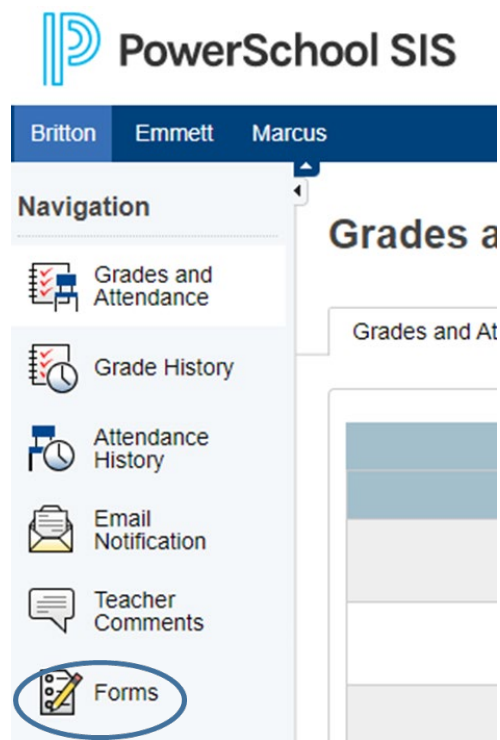 PowerSchool SIS
Britton Emmett Marcus
Navigation
Grades a
Grades and
Attendance
Grades and At
Grade History
Attendance
History
Email
Notification
Teacher
Comments
Forms